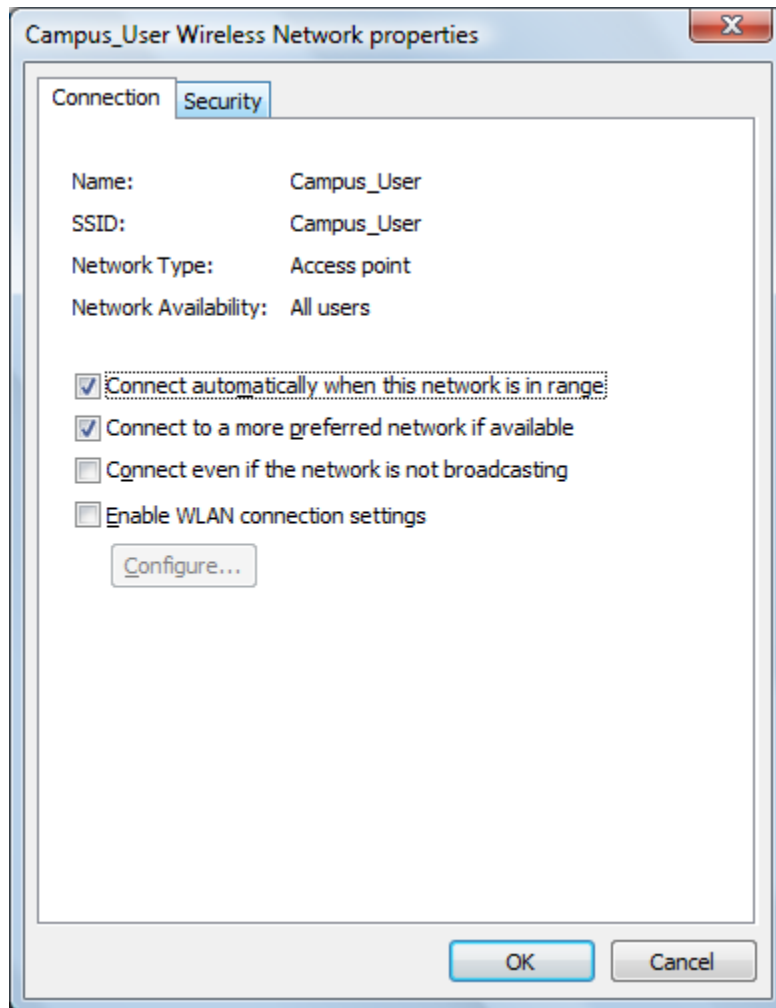 Campus_User Wireless Network properties
Connection Security
Name: Campus_User
SSID: Campus_User
Network Type: Access point
Network Availability: All users
Connect automatically when this network is in range
Connect to a more preferred network if available
Connect even if the network is not broadcasting
Enable WLAN connection settings
Configure...
OK Cancel